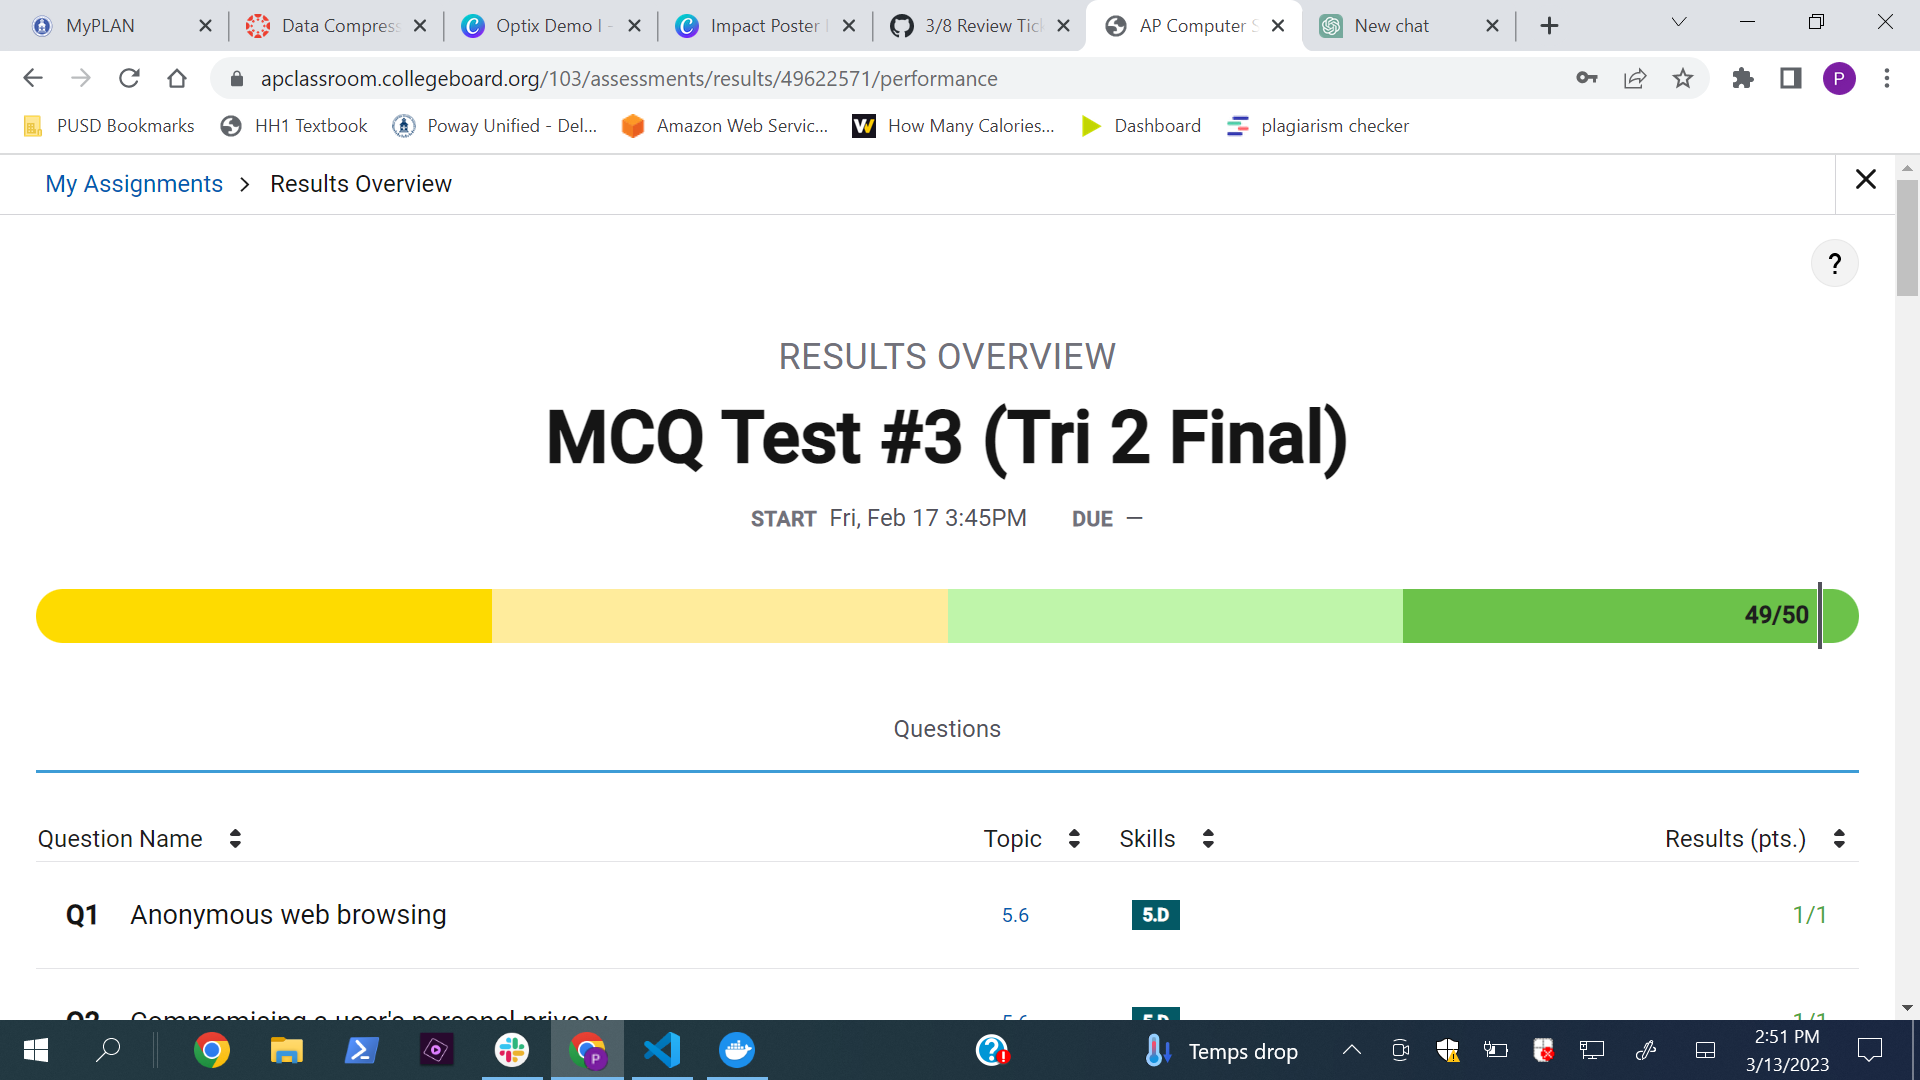 MyPLAN
Data Compress
Optix Demo I -
Impact Poster
3/8 Review Tick
AP Computer S
New chat
apclassroom.collegeboard.org/103/assessments/results/49622571/performance
P
PUSD Bookmarks
HH1 Textbook
Poway Unified - Del...
Amazon Web Servic...
How Many Calories...
Dashboard
plagiarism checker
My Assignments > Results Overview
?
RESULTS OVERVIEW
MCQ Test #3 (Tri 2 Final)
START Fri, Feb 17 3:45PM DUE —
49/50
Questions
Question Name Topic Skills Results (pts.)
Q1 Anonymous web browsing 5.6 5.D 1/1
Q2 Compromising a user's personal privacy 5.6 5.D 1/1
Temps drop
2:51 PM
3/13/2023